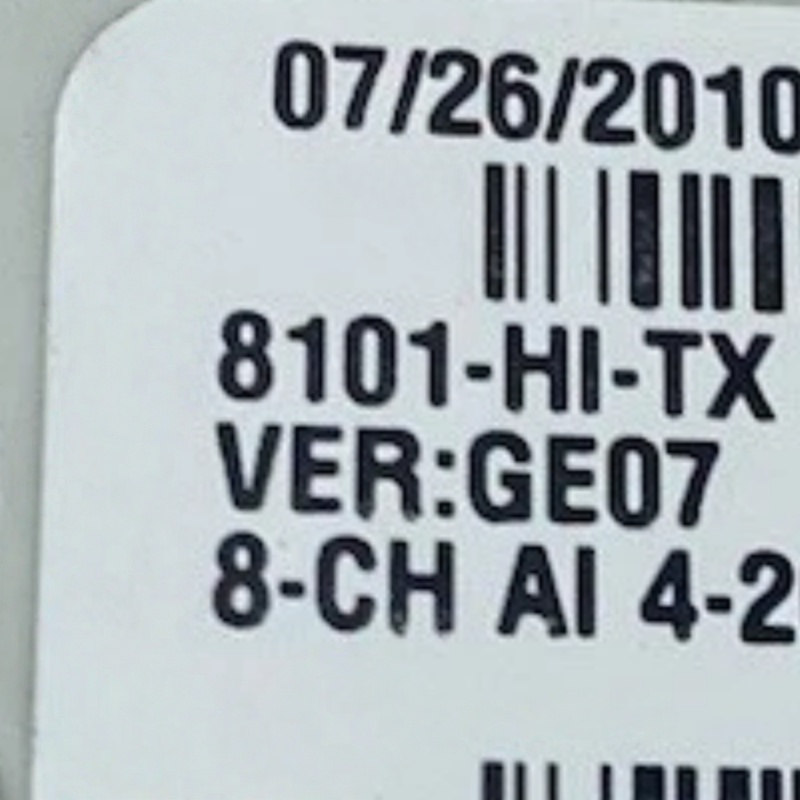 07/26/2010
8101-HI-TX
VER:GE07
8-CH AI 4-2